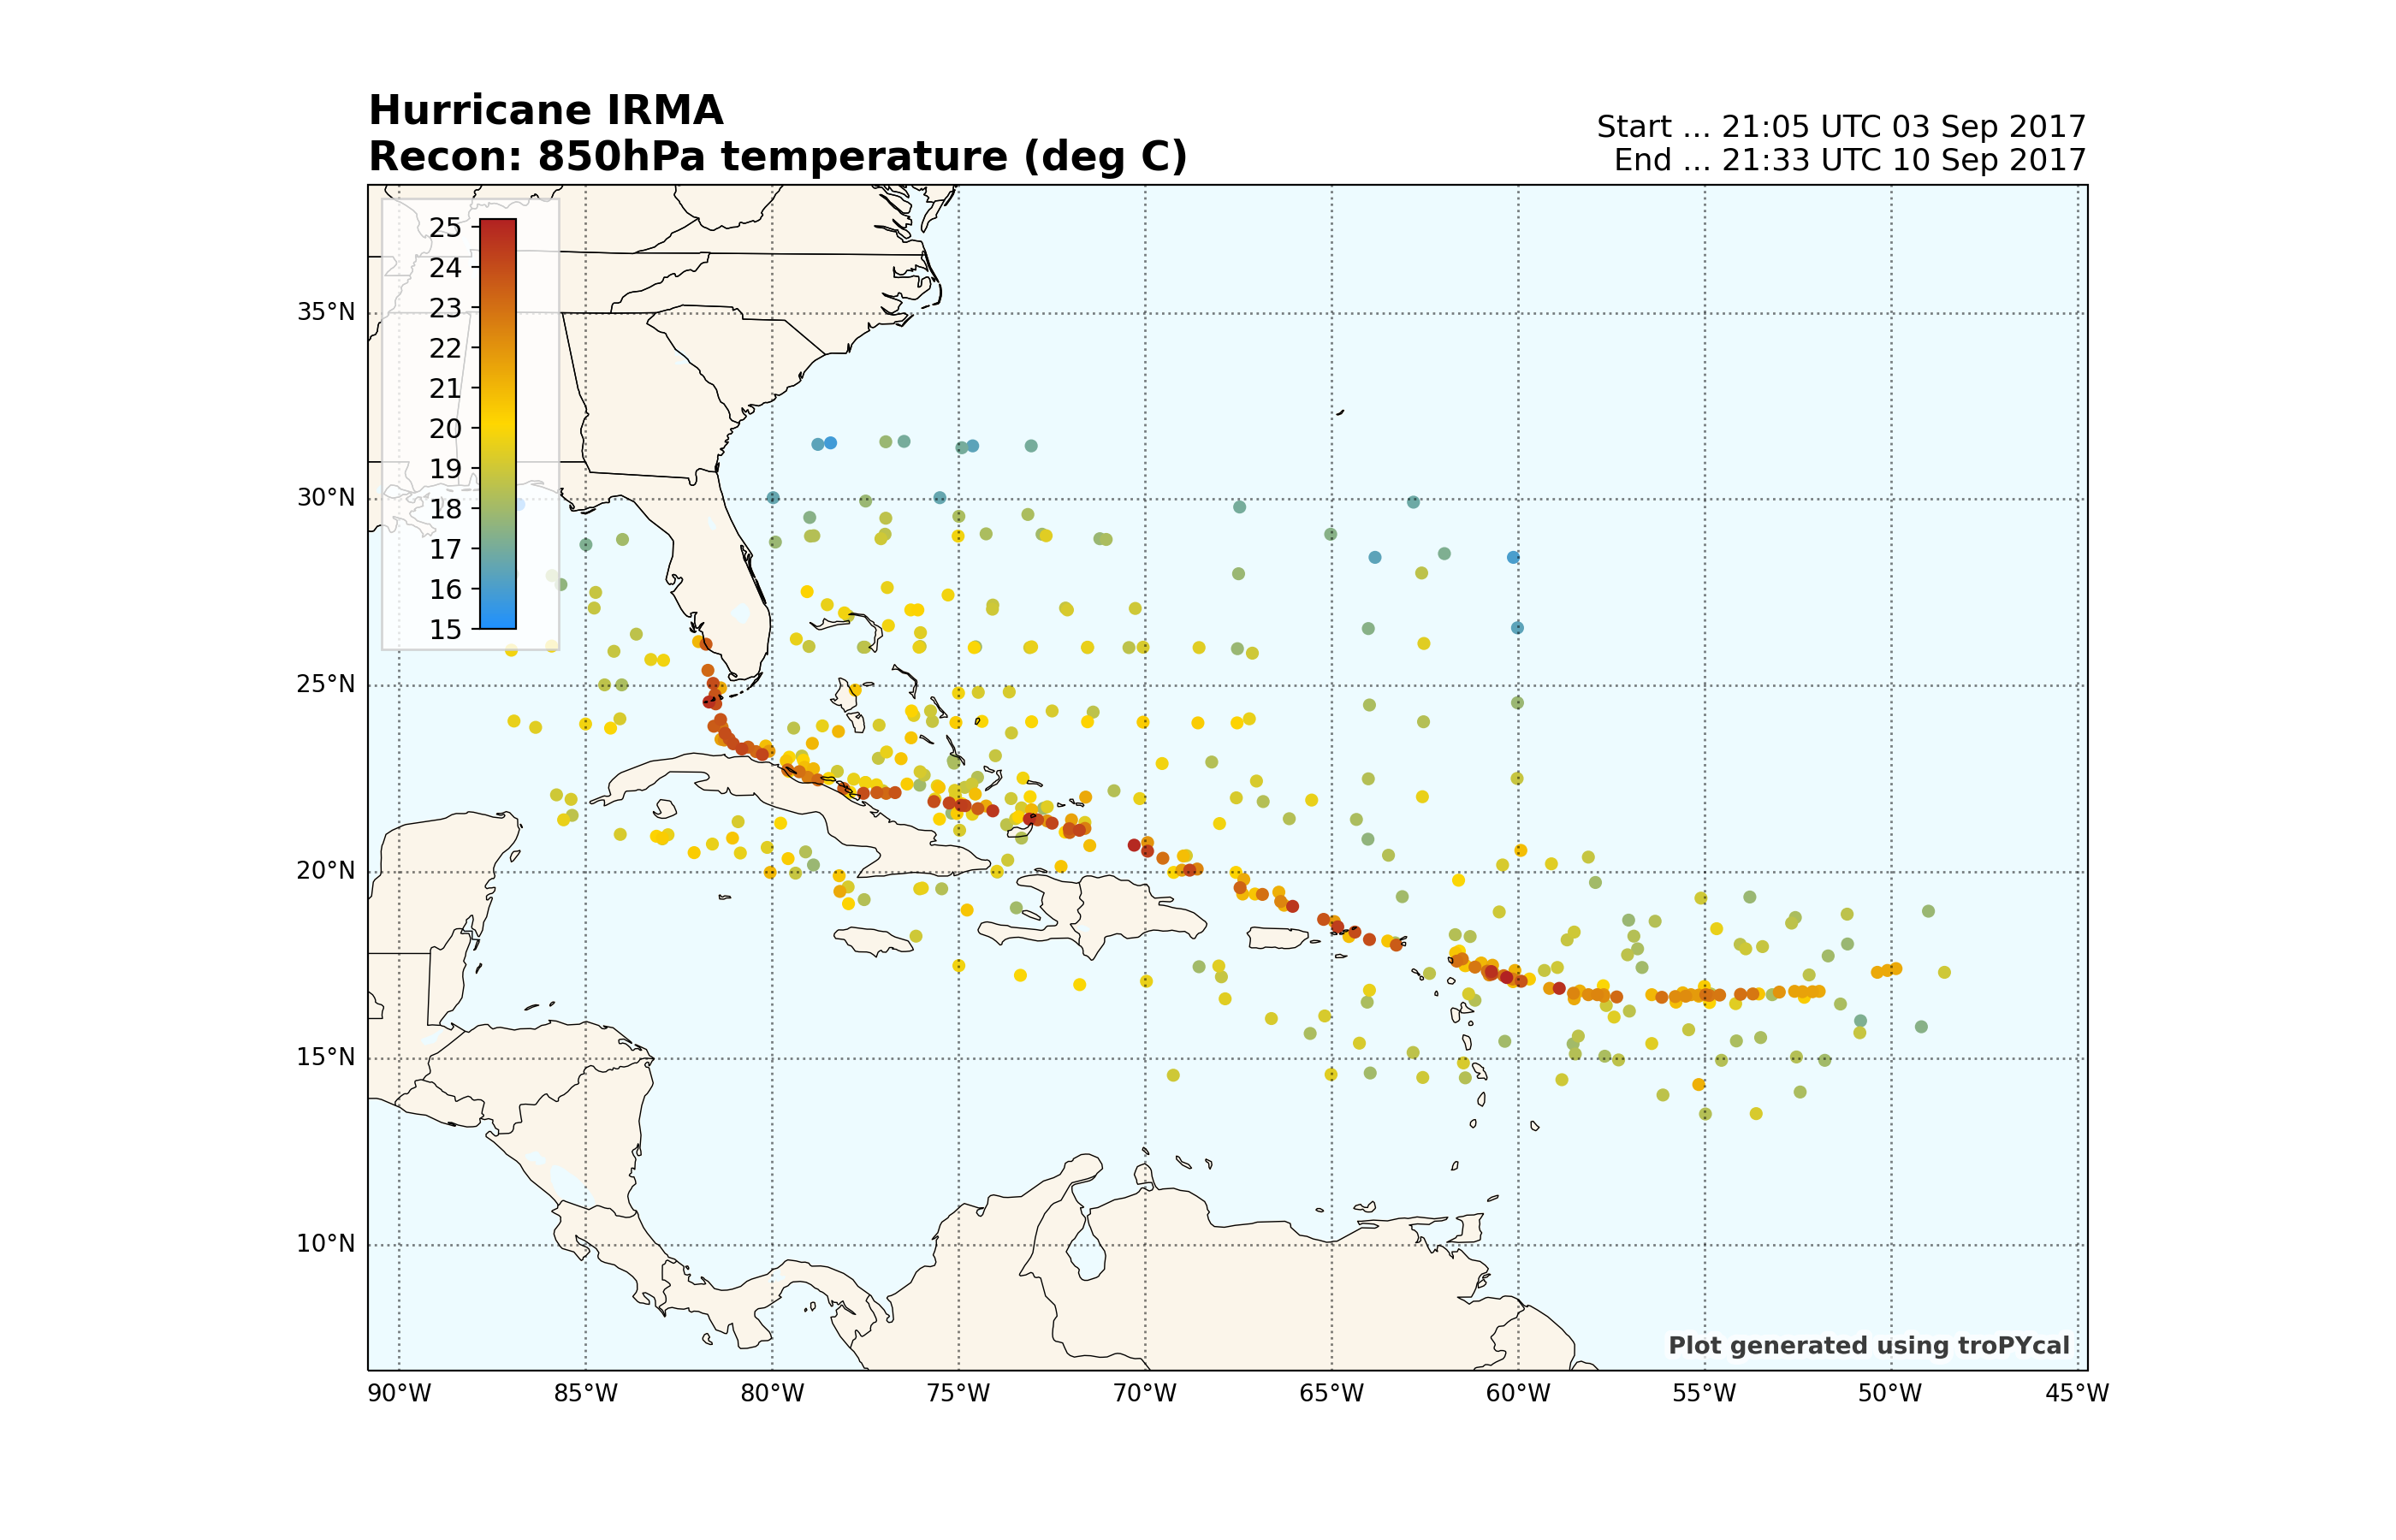 Hurricane IRMA
Recon: 850hPa temperature (deg C)
Start ... 21:05 UTC 03 Sep 2017
End ... 21:33 UTC 10 Sep 2017
25
24
23
22
21
20
19
18
17
16
15
35°N
30°N
25°N
20°N
15°N
10°N
90°W 85°W 80°W 75°W 70°W 65°W 60°W 55°W 50°W 45°W
Plot generated using troPYcal